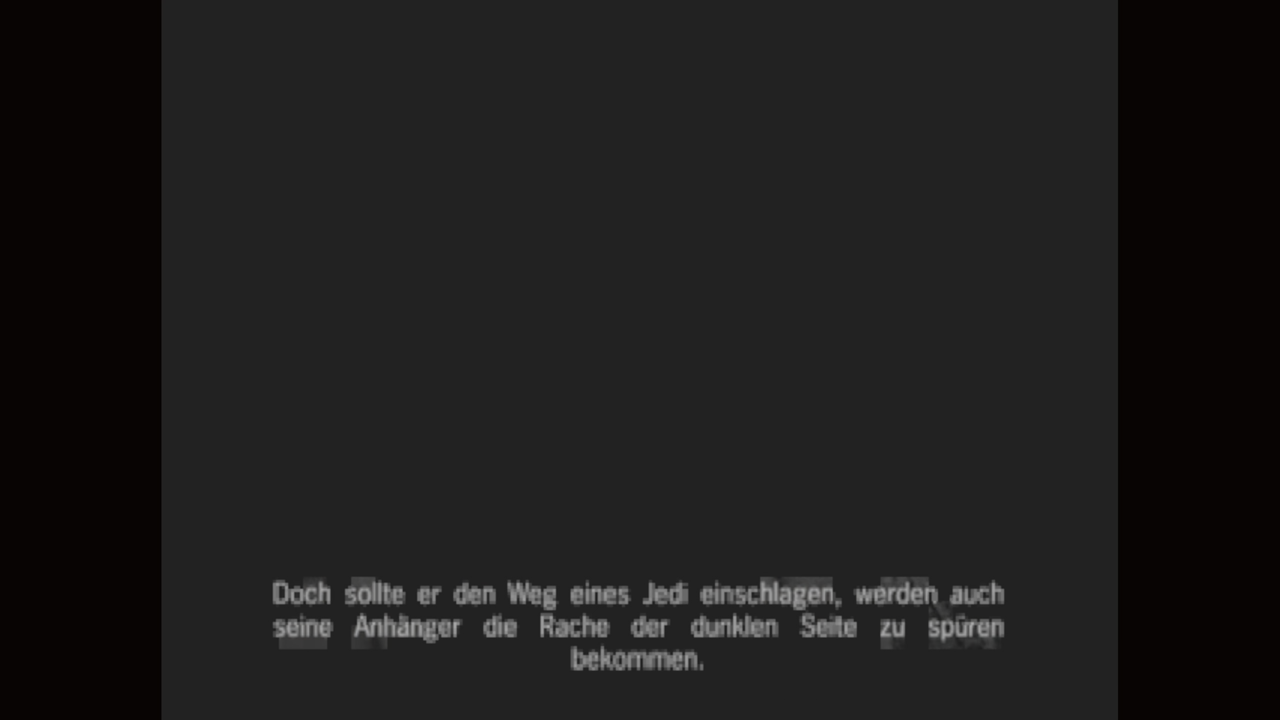 Doch sollte er den Weg eines Jedi einschlagen, werden auch
seine Anhänger die Rache der dunklen Seite zu spüren
bekommen.